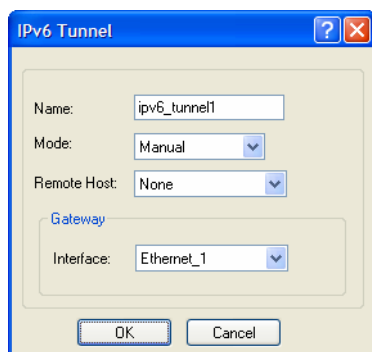 IPv6 Tunnel
Name: ipv6_tunnel1
Mode: Manual
Remote Host: None
Gateway
Interface: Ethernet_1
OK Cancel